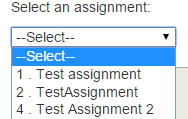 Select an assignment:
--Select--
--Select--
1 . Test assignment
2 . TestAssignment
4 . Test Assignment 2